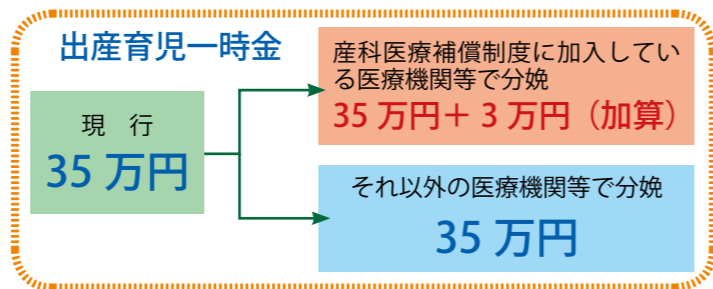 出産育児一時金
現　行
35 万円
産科医療補償制度に加入してい
る医療機関等で分娩
35 万円＋ 3 万円（加算）
それ以外の医療機関等で分娩
35 万円